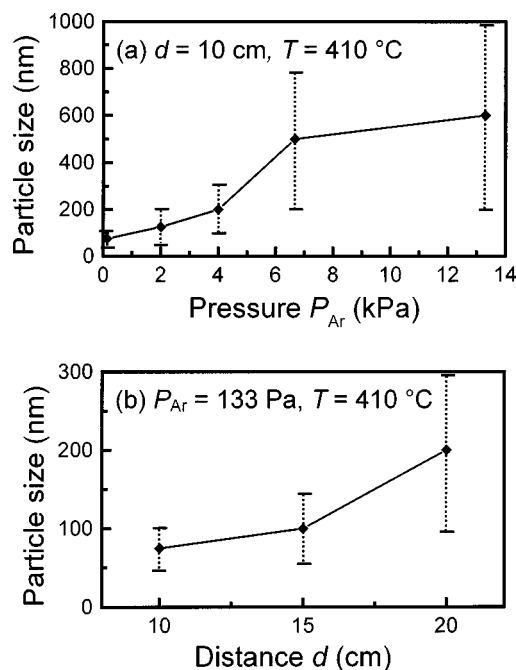 1000
(a) d = 10 cm, T = 410 °C
800
600
400
200
0
Particle size (nm)
0 2 4 6 8 10 12 14
Pressure P_Ar (kPa)
300
(b) P_Ar = 133 Pa, T = 410 °C
200
100
0
Particle size (nm)
10 15 20
Distance d (cm)